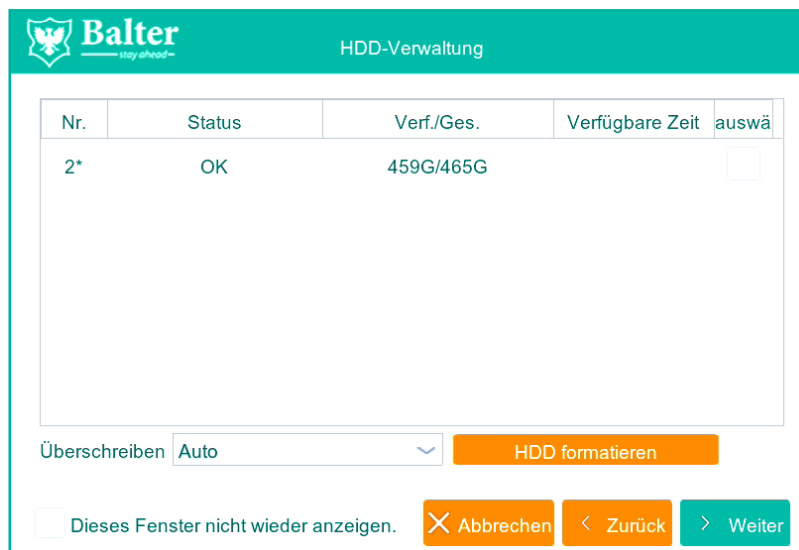 Balter
stay ahead
HDD-Verwaltung
Nr. Status Verf./Ges. Verfügbare Zeit auswä
2* OK 459G/465G
Überschreiben Auto HDD formatieren
Dieses Fenster nicht wieder anzeigen. Abbrechen Zurück Weiter